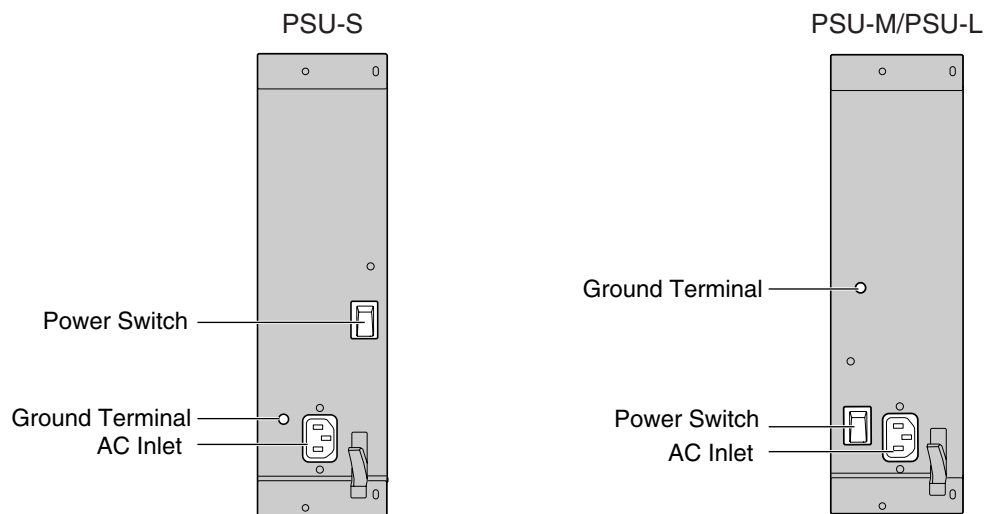 PSU-S
Power Switch
Ground Terminal
AC Inlet
PSU-M/PSU-L
Ground Terminal
Power Switch
AC Inlet